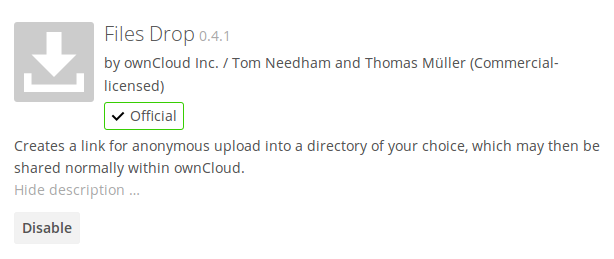 Files Drop 0.4.1
by ownCloud Inc. / Tom Needham and Thomas Müller (Commercial-
licensed)
Official
Creates a link for anonymous upload into a directory of your choice, which may then be
shared normally within ownCloud.
Hide description ...
Disable